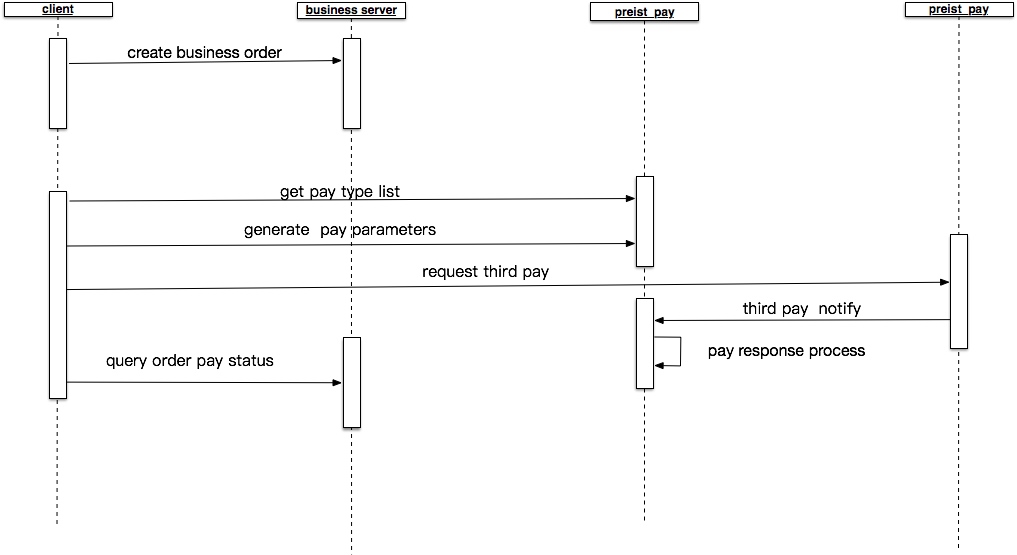 client
business server
preist_pay
preist_pay
create business order
get pay type list
generate  pay parameters
request third pay
third pay  notify
pay response process
query order pay status